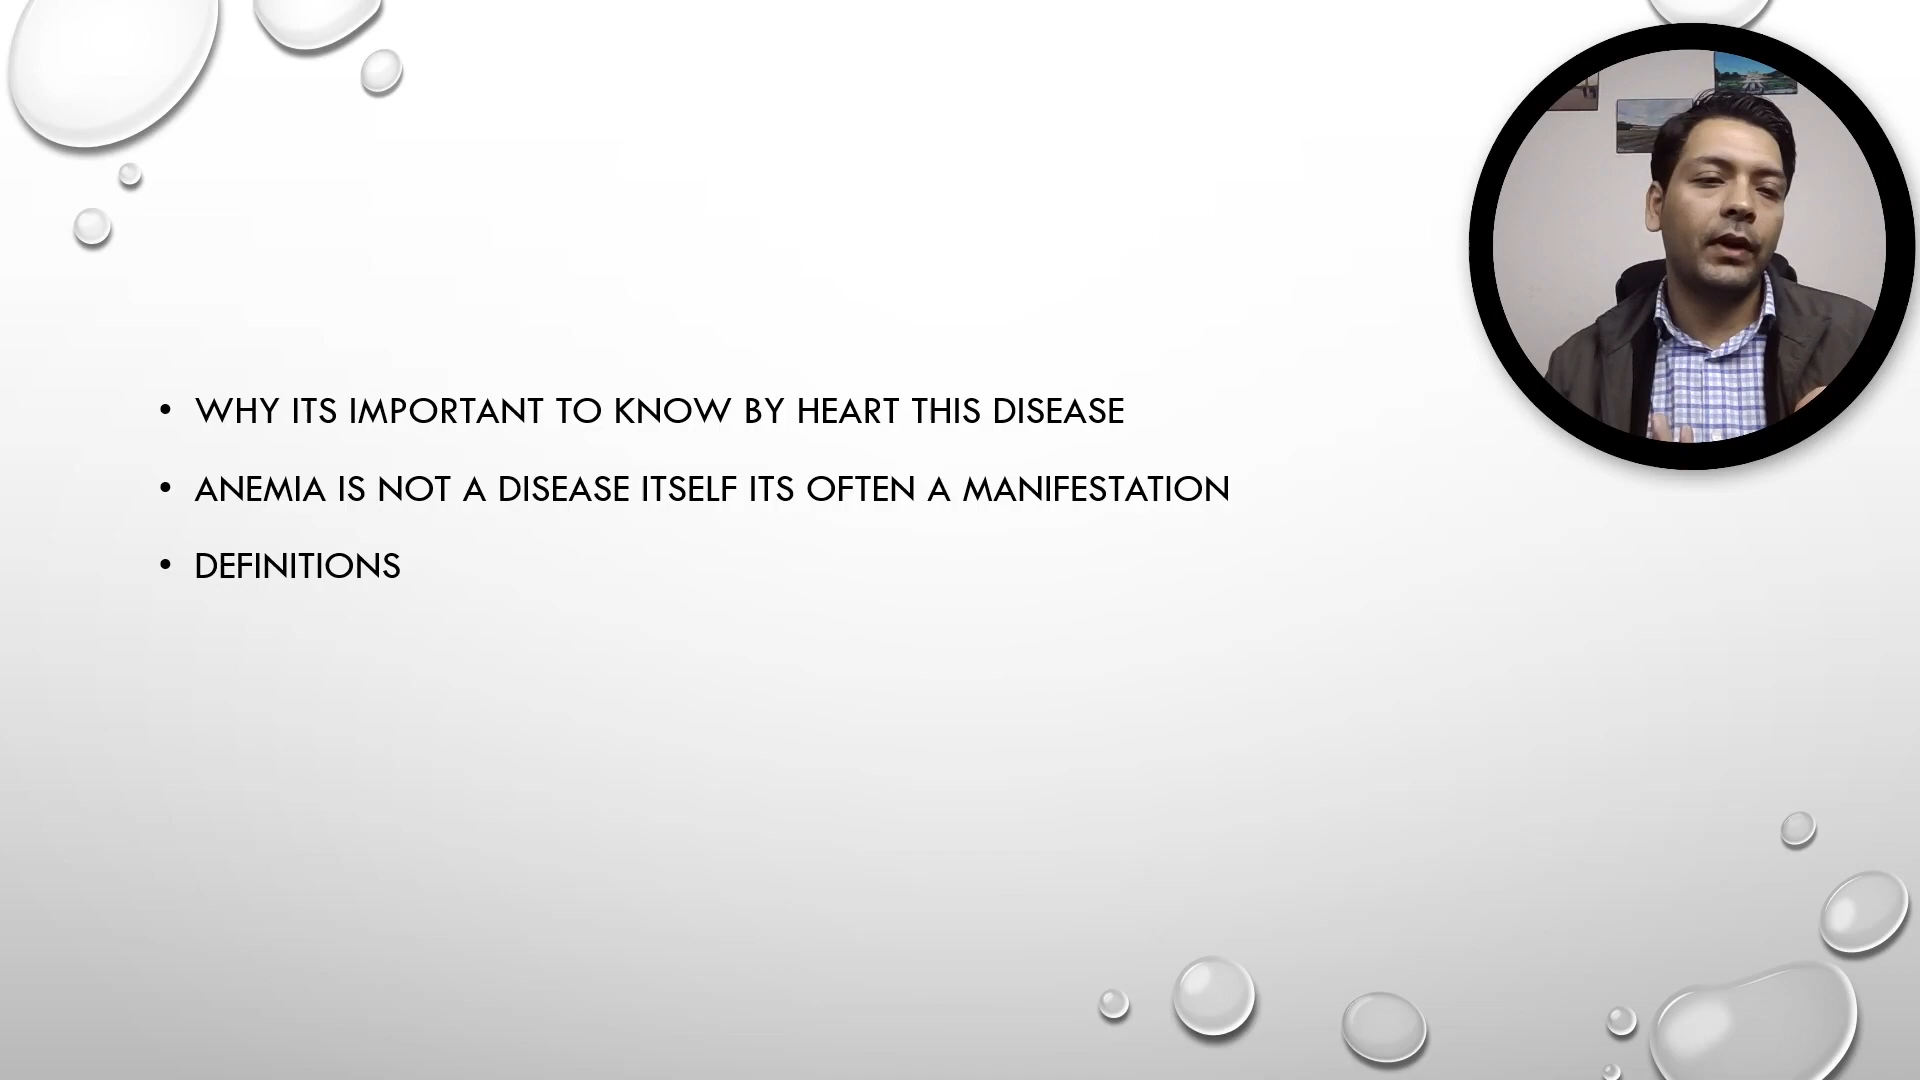 • WHY ITS IMPORTANT TO KNOW BY HEART THIS DISEASE
• ANEMIA IS NOT A DISEASE ITSELF ITS OFTEN A MANIFESTATION
• DEFINITIONS